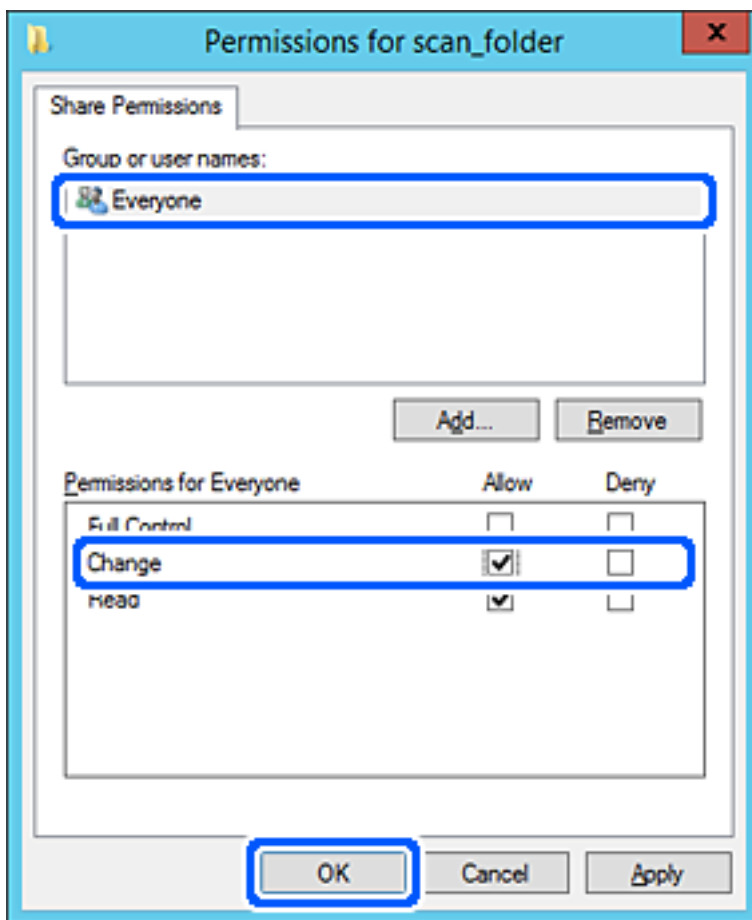 Permissions for scan_folder
Share Permissions
Group or user names:
Everyone
Add... Remove
Permissions for Everyone Allow Deny
Full Control
Change
Read
OK Cancel Apply